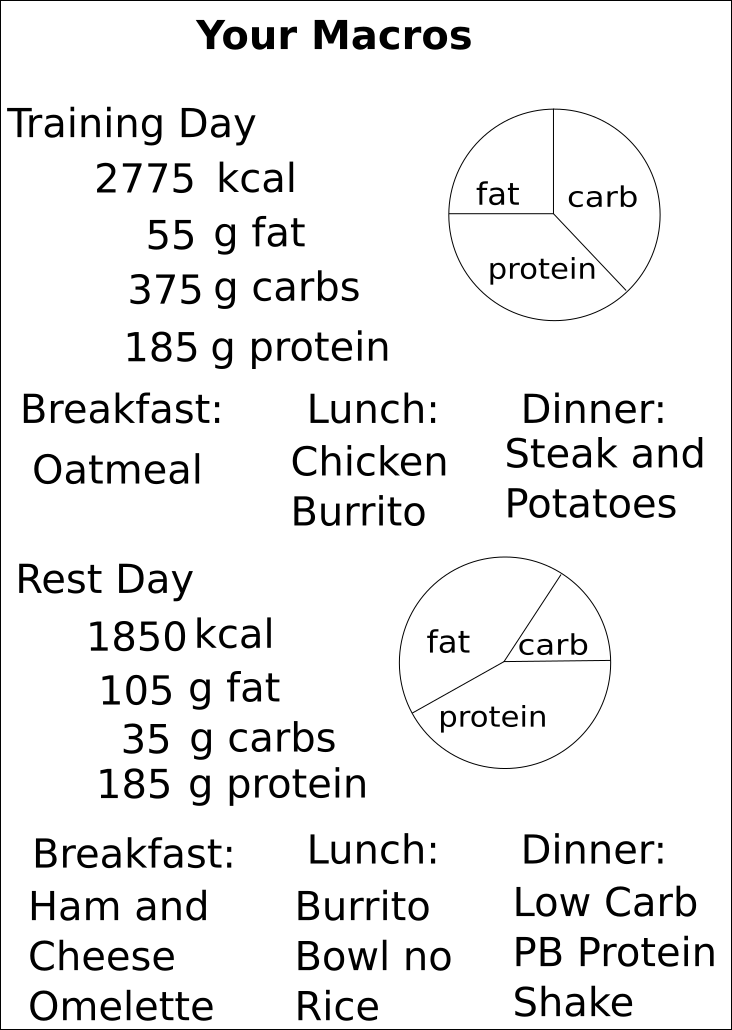 Your Macros
Training Day
2775 kcal
55 g fat
375 g carbs
185 g protein
fat
carb
protein
Breakfast:
Oatmeal
Lunch:
Chicken
Burrito
Dinner:
Steak and
Potatoes
Rest Day
1850 kcal
105 g fat
35 g carbs
185 g protein
fat
carb
protein
Breakfast:
Ham and
Cheese
Omelette
Lunch:
Burrito
Bowl no
Rice
Dinner:
Low Carb
PB Protein
Shake